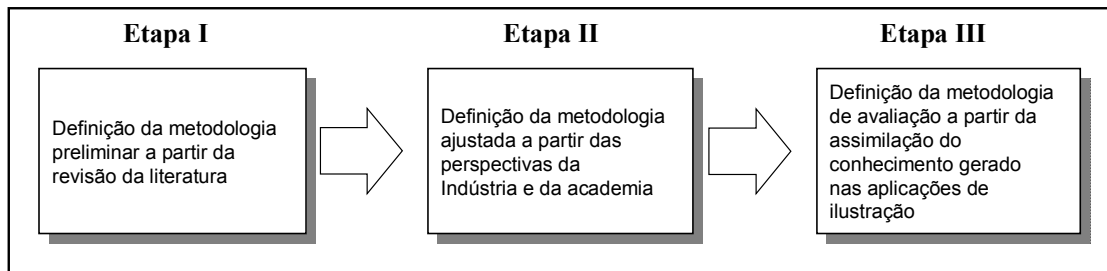 Etapa I
Definição da metodologia
preliminar a partir da
revisão da literatura
Etapa II
Definição da metodologia
ajustada a partir das
perspectivas da
Indústria e da academia
Etapa III
Definição da metodologia
de avaliação a partir da
assimilação do
conhecimento gerado
nas aplicações de
ilustração